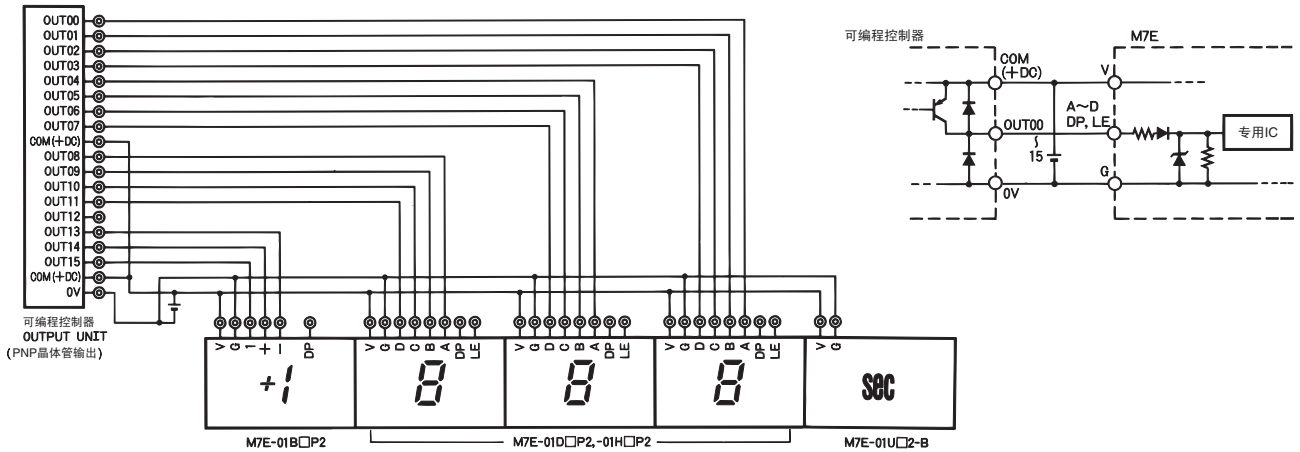 OUT00
OUT01
OUT02
OUT03
OUT04
OUT05
OUT06
OUT07
COM(+DC)
OUT08
OUT09
OUT10
OUT11
OUT12
OUT13
OUT14
OUT15
COM(+DC)
0V
可编程控制器
OUTPUT UNIT
(PNP晶体管输出)
V G 1 + - DP
V G D C B A DP LE
V G D C B A DP LE
V G D C B A DP LE
V G
+1
8
8
8
sec
M7E-01B□P2
M7E-01D□P2,-01H□P2
M7E-01U□2-B
可编程控制器
M7E
COM
(+DC)
V
A～D
DP, LE
OUT00
～
15
专用IC
G
0V